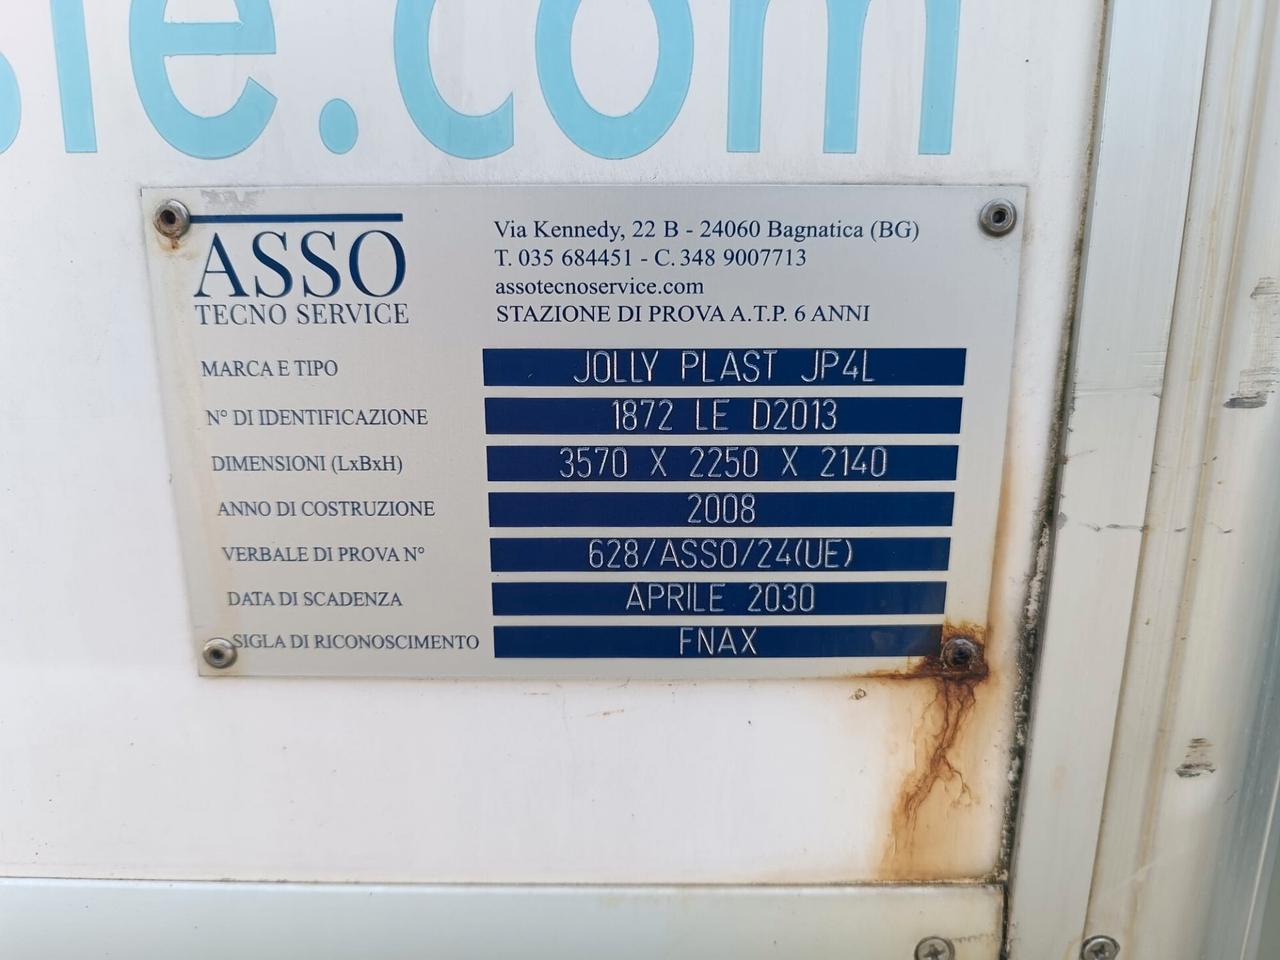 ie.com
ASSO
TECNO SERVICE
Via Kennedy, 22 B - 24060 Bagnatica (BG)
T. 035 684451 - C. 348 9007713
assotecnoservice.com
STAZIONE DI PROVA A.T.P. 6 ANNI
MARCA E TIPO JOLLY PLAST JP4L
N° DI IDENTIFICAZIONE 1872 LE D2013
DIMENSIONI (LxBxH) 3570 X 2250 X 2140
ANNO DI COSTRUZIONE 2008
VERBALE DI PROVA N° 628/ASSO/24(UE)
DATA DI SCADENZA APRILE 2030
SIGLA DI RICONOSCIMENTO FNAX